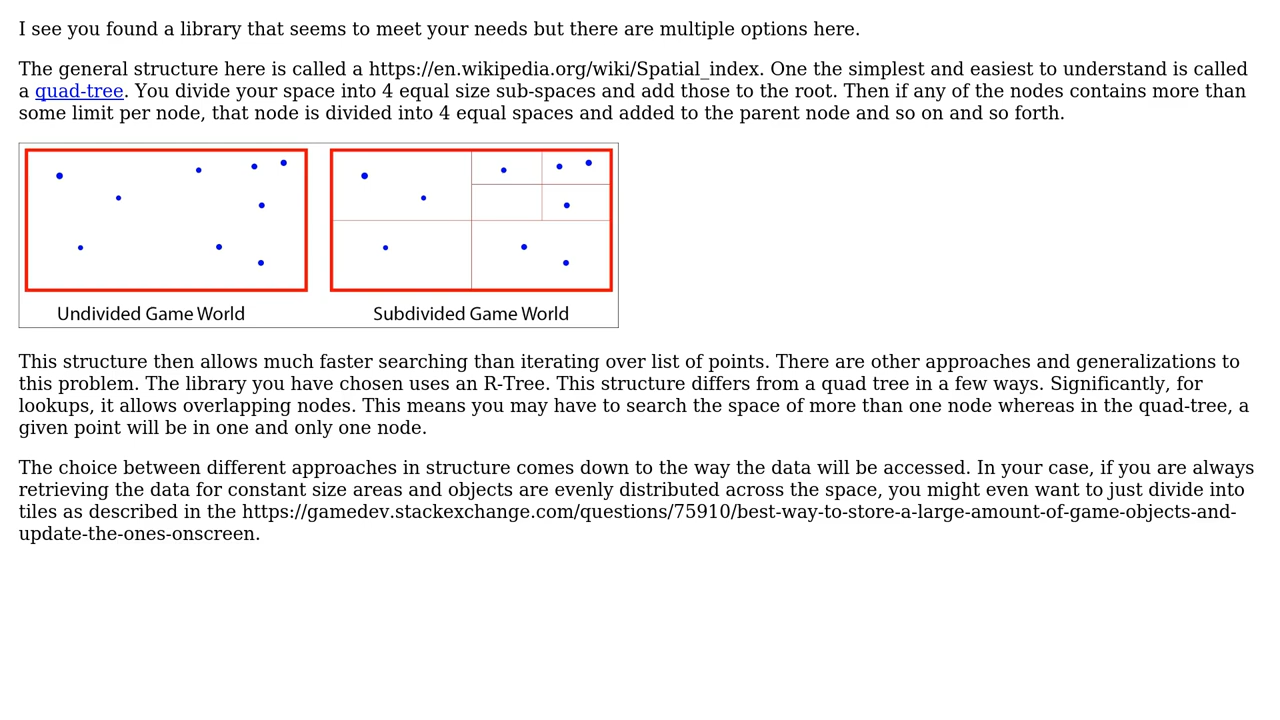 I see you found a library that seems to meet your needs but there are multiple options here.
The general structure here is called a https://en.wikipedia.org/wiki/Spatial_index. One the simplest and easiest to understand is called
a quad-tree. You divide your space into 4 equal size sub-spaces and add those to the root. Then if any of the nodes contains more than
some limit per node, that node is divided into 4 equal spaces and added to the parent node and so on and so forth.
Undivided Game World
Subdivided Game World
This structure then allows much faster searching than iterating over list of points. There are other approaches and generalizations to
this problem. The library you have chosen uses an R-Tree. This structure differs from a quad tree in a few ways. Significantly, for
lookups, it allows overlapping nodes. This means you may have to search the space of more than one node whereas in the quad-tree, a
given point will be in one and only one node.
The choice between different approaches in structure comes down to the way the data will be accessed. In your case, if you are always
retrieving the data for constant size areas and objects are evenly distributed across the space, you might even want to just divide into
tiles as described in the https://gamedev.stackexchange.com/questions/75910/best-way-to-store-a-large-amount-of-game-objects-and-
update-the-ones-onscreen.